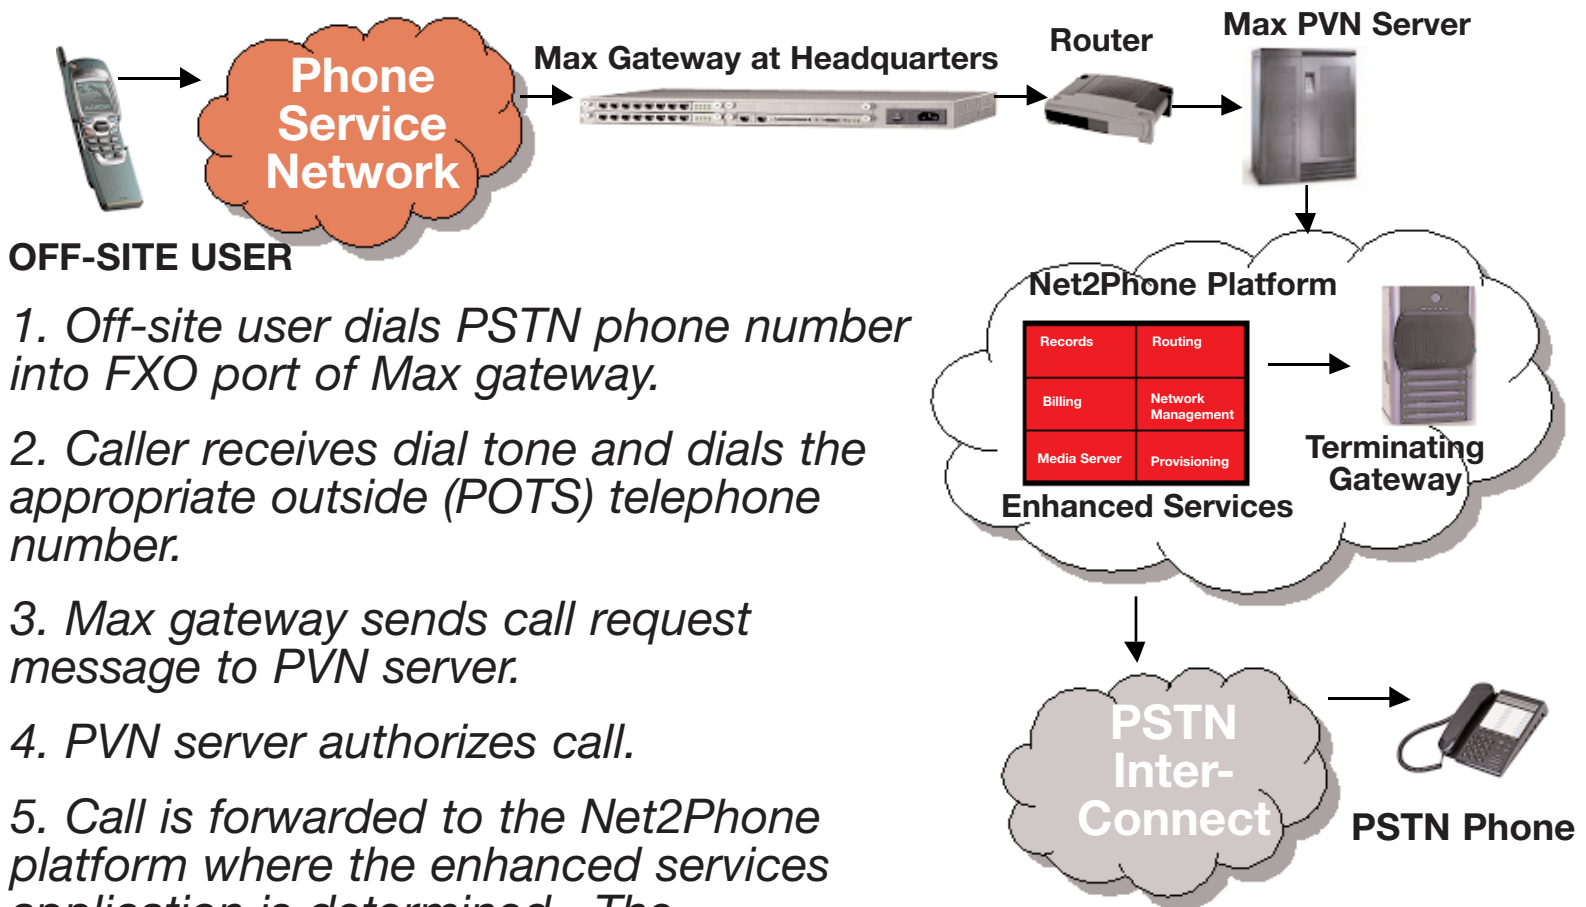 Phone
Service
Network
Max Gateway at Headquarters
Router
Max PVN Server
OFF-SITE USER
1. Off-site user dials PSTN phone number
into FXO port of Max gateway.
2. Caller receives dial tone and dials the
appropriate outside (POTS) telephone
number.
3. Max gateway sends call request
message to PVN server.
4. PVN server authorizes call.
5. Call is forwarded to the Net2Phone
platform where the enhanced services
application is determined. The
Net2Phone Platform
Records
Routing
Billing
Network
Management
Media Server
Provisioning
Enhanced Services
Terminating
Gateway
PSTN
Inter-
Connect
PSTN Phone